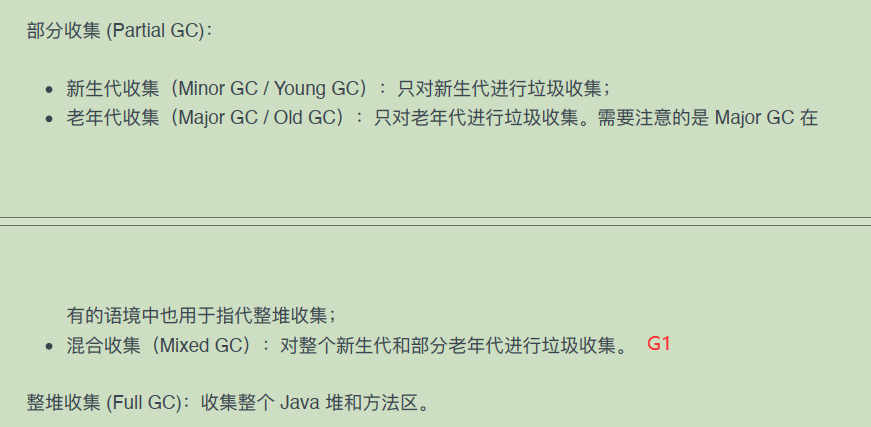 部分收集 (Partial GC)：
• 新生代收集（Minor GC / Young GC）：只对新生代进行垃圾收集；
• 老年代收集（Major GC / Old GC）：只对老年代进行垃圾收集。需要注意的是 Major GC 在
有的语境中也用于指代整堆收集；
• 混合收集（Mixed GC）：对整个新生代和部分老年代进行垃圾收集。 G1
整堆收集 (Full GC)：收集整个 Java 堆和方法区。